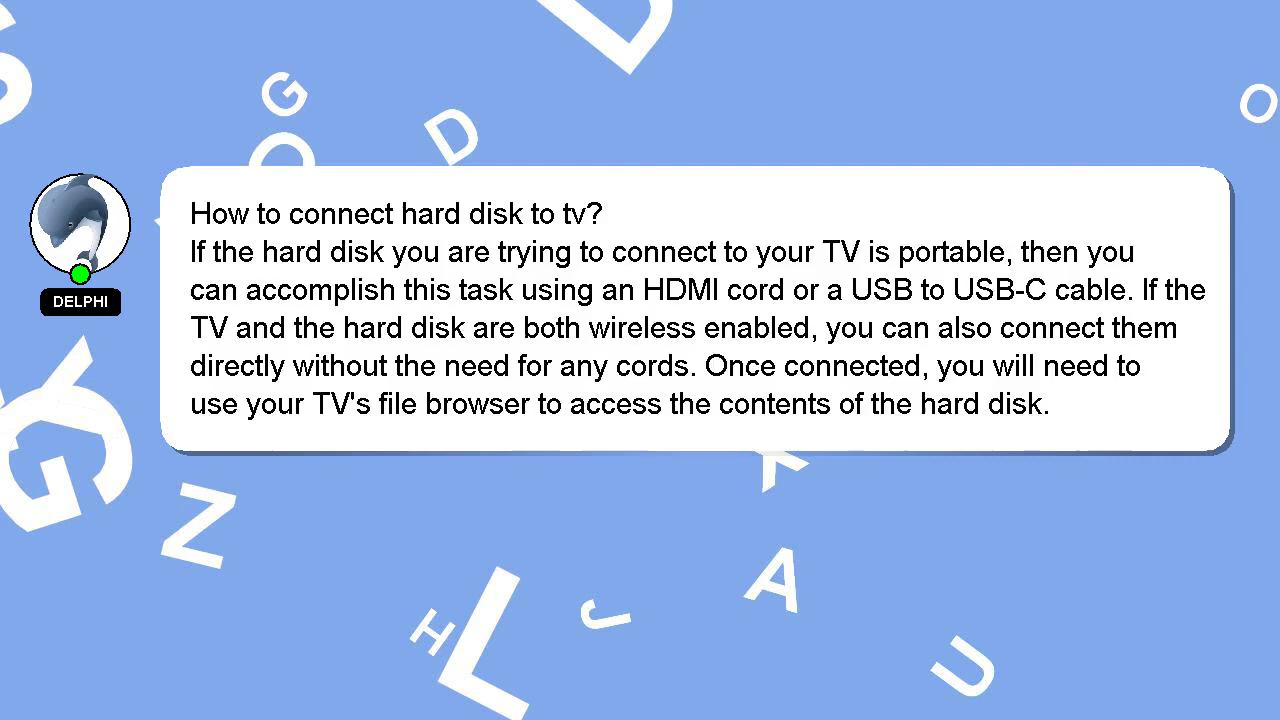 How to connect hard disk to tv?
If the hard disk you are trying to connect to your TV is portable, then you
can accomplish this task using an HDMI cord or a USB to USB-C cable. If the
TV and the hard disk are both wireless enabled, you can also connect them
directly without the need for any cords. Once connected, you will need to
use your TV's file browser to access the contents of the hard disk.
DELPHI
S
G
D
D
O
O
Y
G
Z
X
A
H
L
J
U